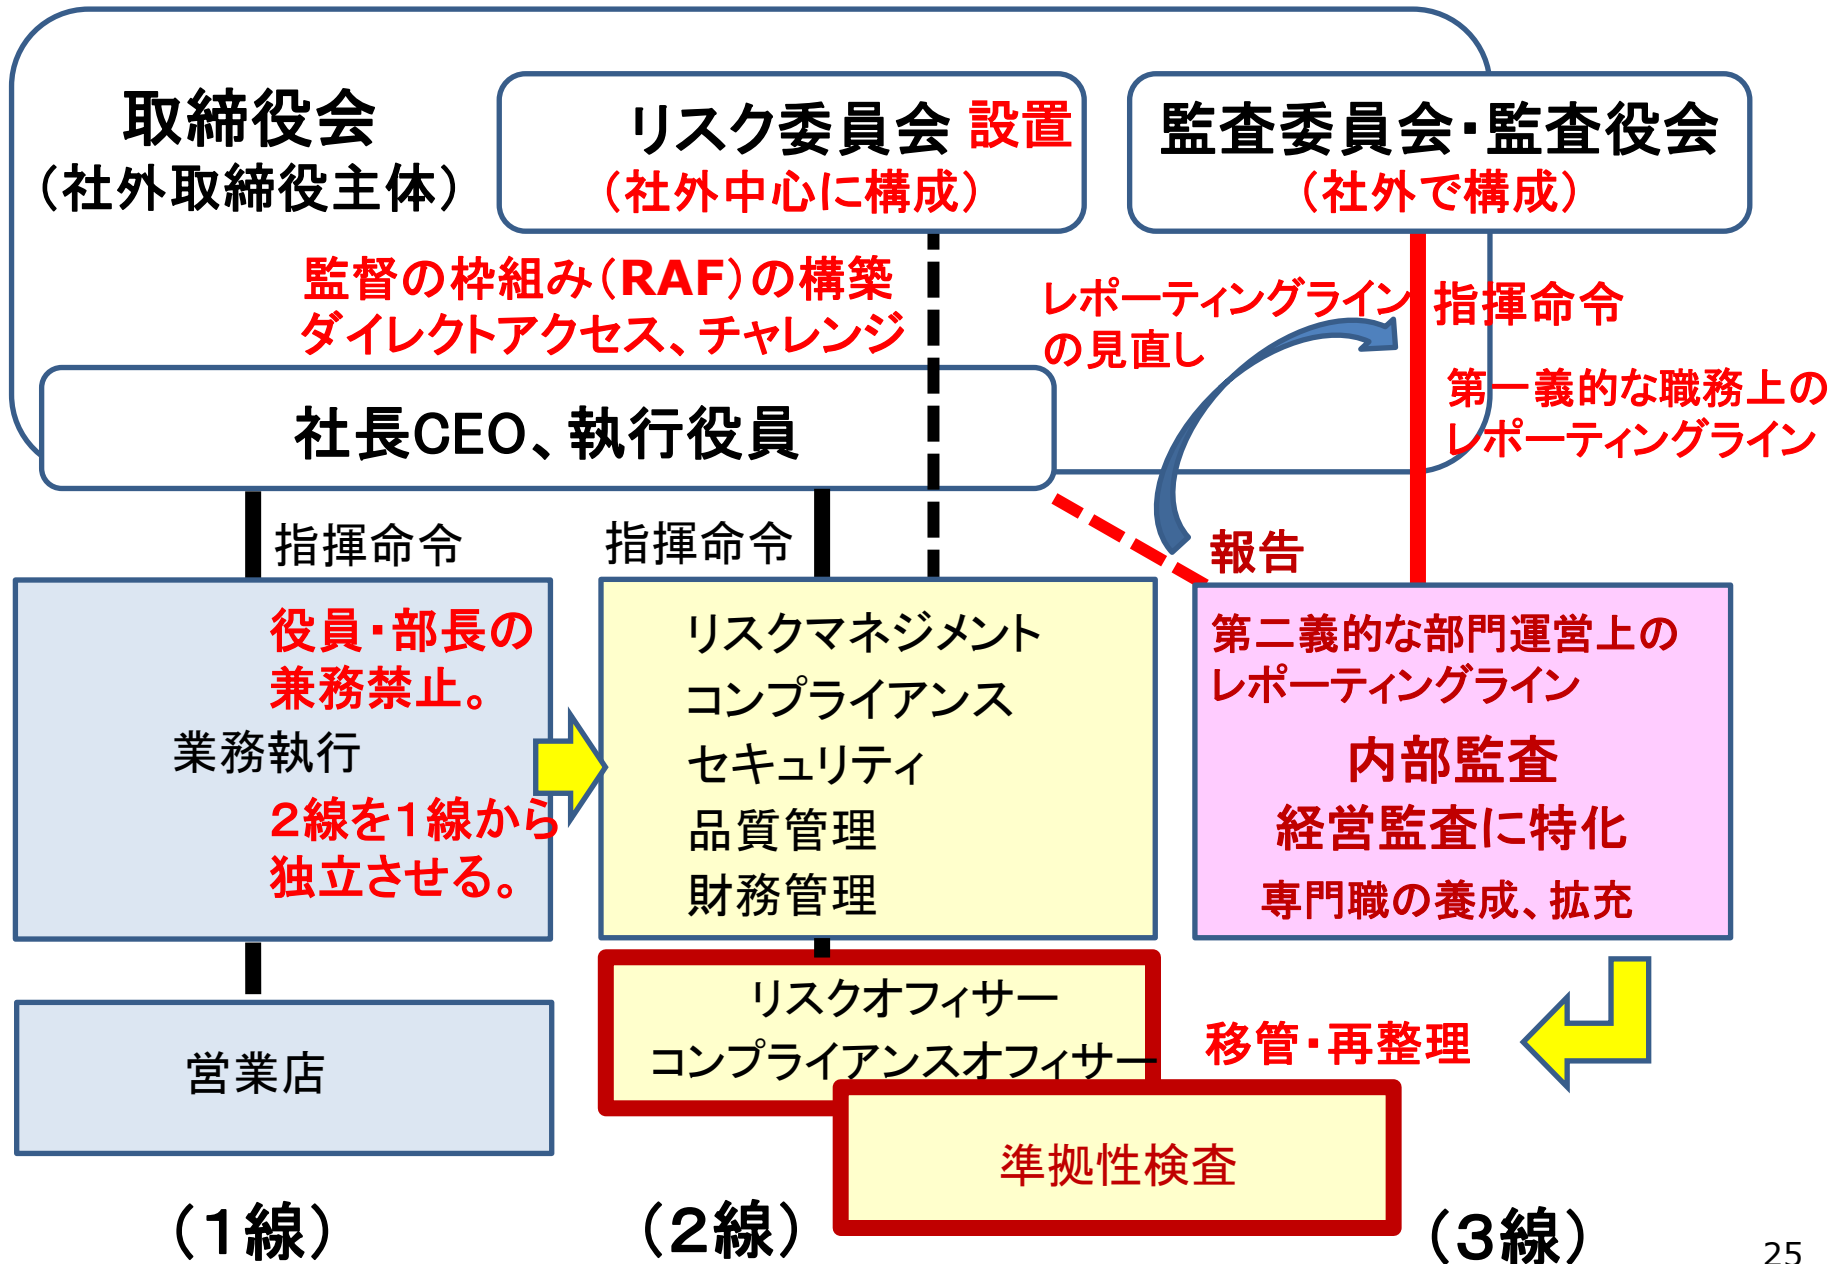 取締役会
（社外取締役主体）
リスク委員会 設置
（社外中心に構成）
監査委員会・監査役会
（社外で構成）
監督の枠組み（RAF）の構築
ダイレクトアクセス、チャレンジ
レポーティングライン
の見直し
指揮命令
第一義的な職務上の
レポーティングライン
社長CEO、執行役員
指揮命令
指揮命令
報告
役員・部長の
兼務禁止。
業務執行
２線を１線から
独立させる。
リスクマネジメント
コンプライアンス
セキュリティ
品質管理
財務管理
第二義的な部門運営上の
レポーティングライン
内部監査
経営監査に特化
専門職の養成、拡充
営業店
リスクオフィサー
コンプライアンスオフィサー
移管・再整理
準拠性検査
（１線）
（２線）
（３線）
25